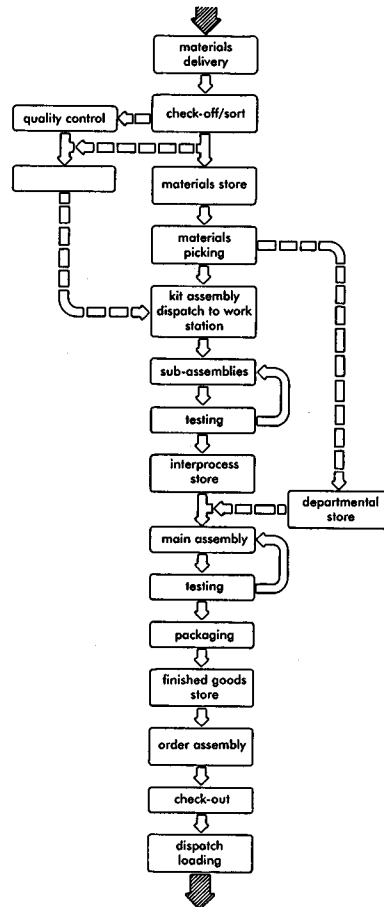 materials
delivery
quality control
check-off/sort
materials store
materials
picking
kit assembly
dispatch to work
station
sub-assemblies
testing
interprocess
store
departmental
store
main assembly
testing
packaging
finished goods
store
order assembly
check-out
dispatch
loading